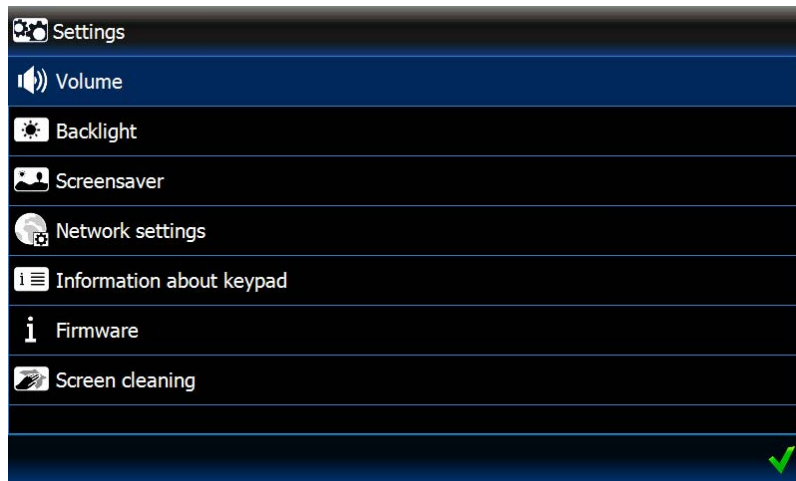 Settings
Volume
Backlight
Screensaver
Network settings
Information about keypad
Firmware
Screen cleaning